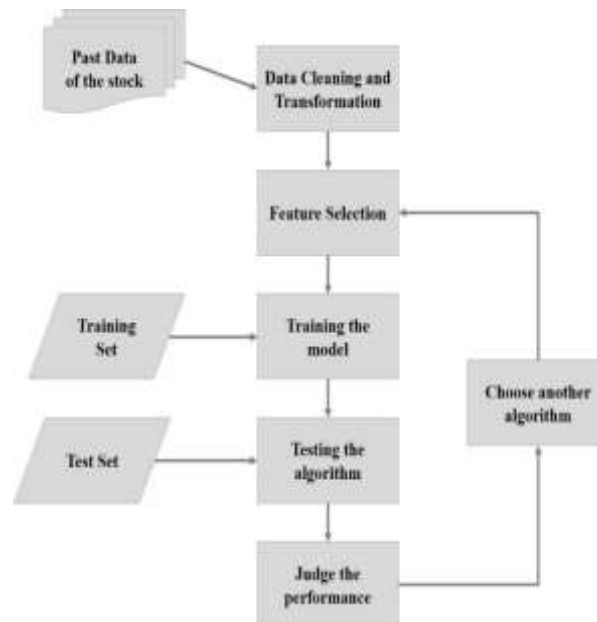 Past Data
of the stock
Data Cleaning and
Transformation
Feature Selection
Training
Set
Training the
model
Choose another
algorithm
Test Set
Testing the
algorithm
Judge the
performance